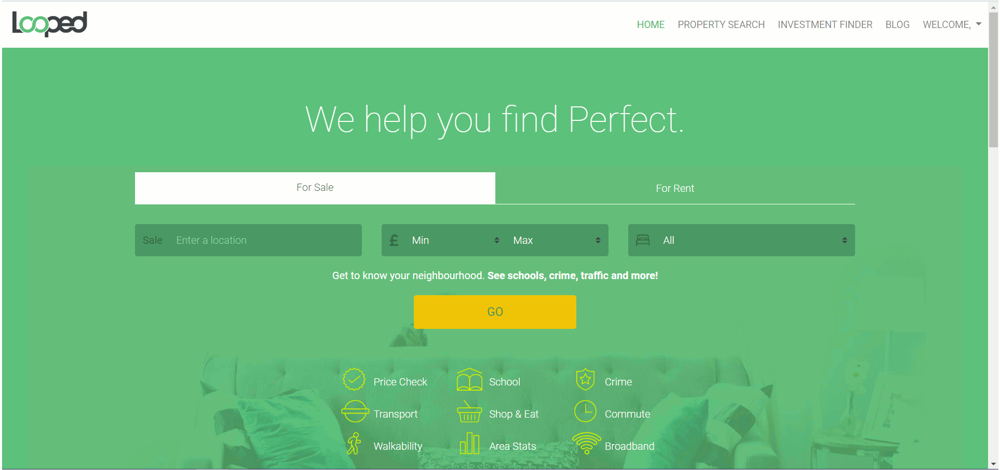 Looped
HOME PROPERTY SEARCH INVESTMENT FINDER BLOG WELCOME,
We help you find Perfect.
For Sale For Rent
Sale Enter a location £ Min Max All
Get to know your neighbourhood. See schools, crime, traffic and more!
GO
Price Check School Crime
Transport Shop & Eat Commute
Walkability Area Stats Broadband